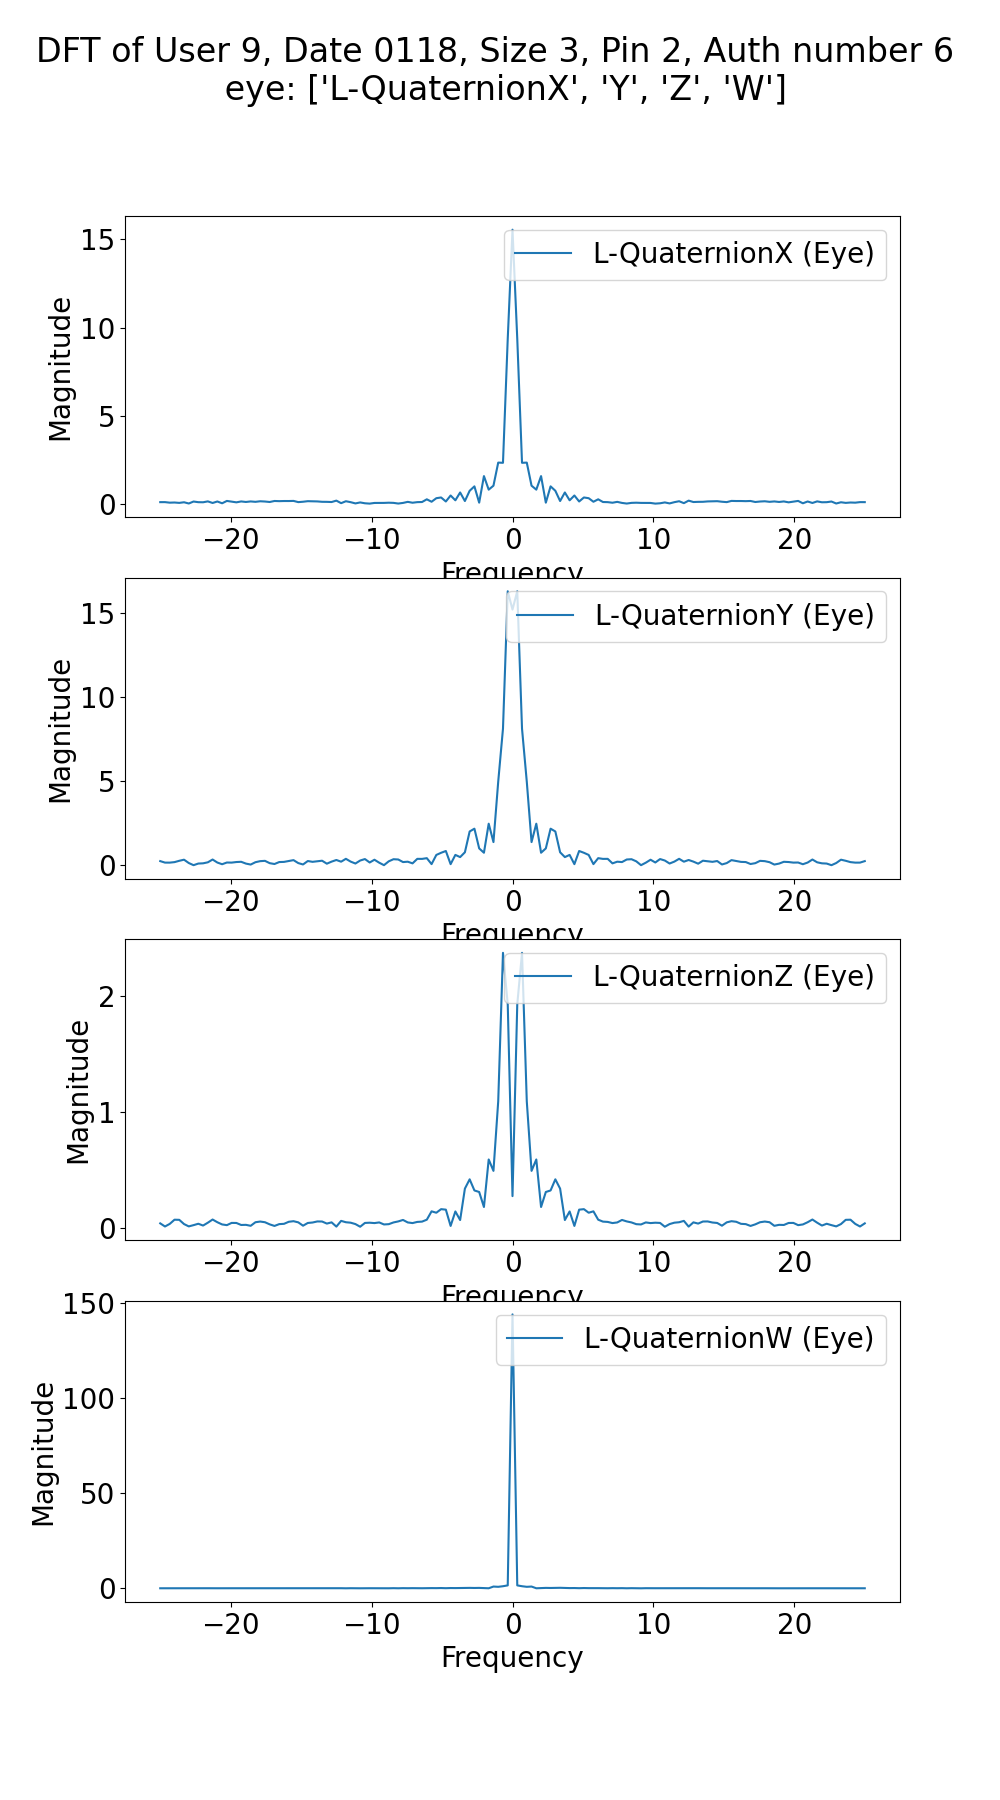 DFT of User 9, Date 0118, Size 3, Pin 2, Auth number 6
eye: ['L-QuaternionX', 'Y', 'Z', 'W']
L-QuaternionX (Eye)
Magnitude
15
10
5
0
−20 −10 0 10 20
Frequency
L-QuaternionY (Eye)
Magnitude
15
10
5
0
−20 −10 0 10 20
Frequency
L-QuaternionZ (Eye)
Magnitude
2
1
0
−20 −10 0 10 20
Frequency
L-QuaternionW (Eye)
Magnitude
150
100
50
0
−20 −10 0 10 20
Frequency